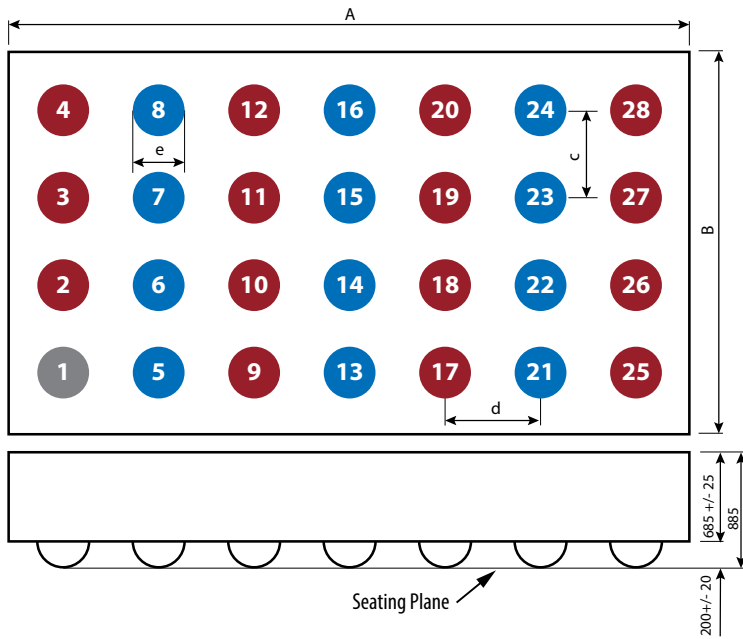 A
4 8 12 16 20 24 28
e
c
3 7 11 15 19 23 27
B
2 6 10 14 18 22 26
1 5 9 13 17 21 25
d
685 +/- 25
885
Seating Plane
200+/- 20